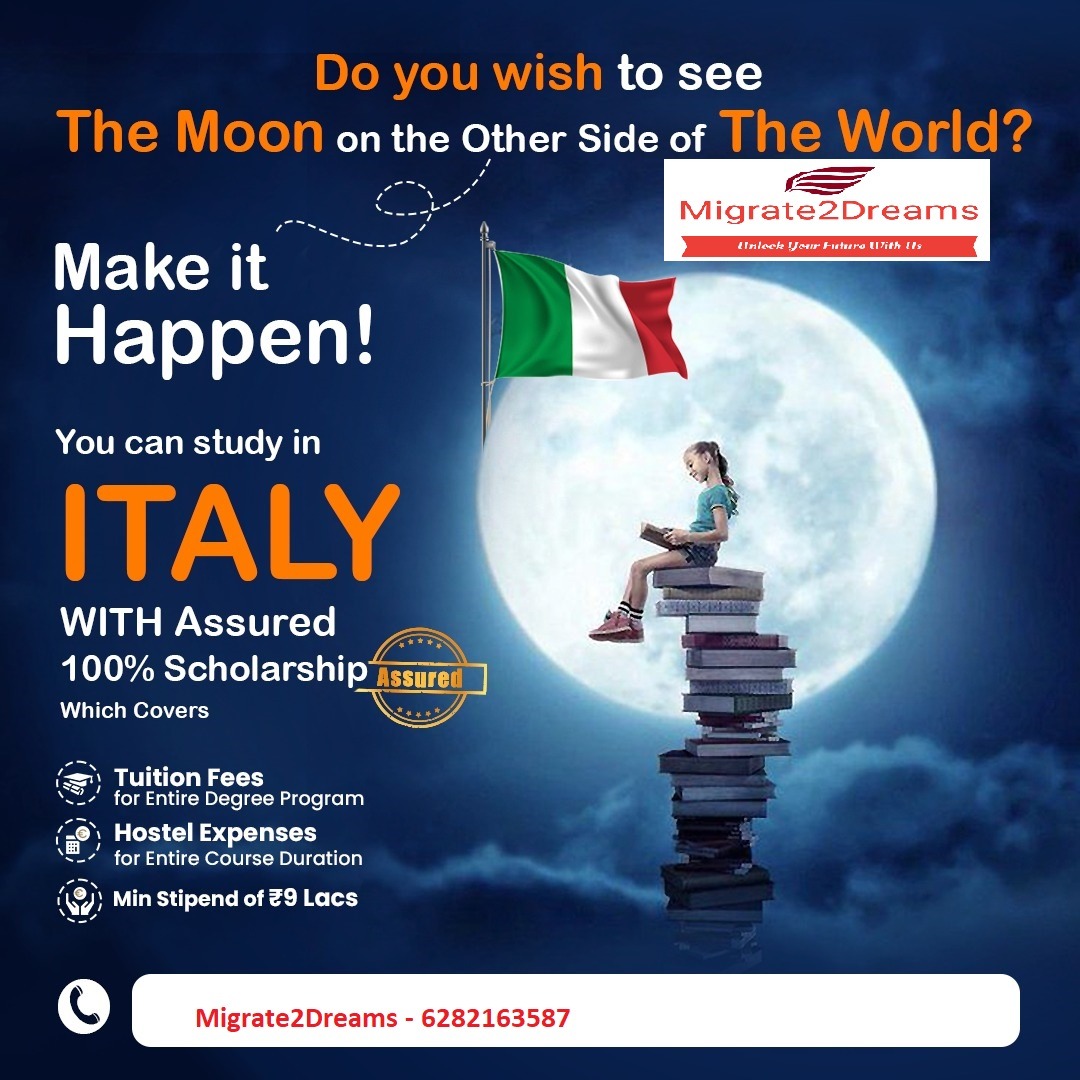 Do you wish to see
The Moon on the Other Side of The World?
Migrate2Dreams
Unlock Your Future With Us
Make it
Happen!
You can study in
ITALY
WITH Assured
100% Scholarship
Assured
Which Covers
Tuition Fees
for Entire Degree Program
Hostel Expenses
for Entire Course Duration
Min Stipend of ₹9 Lacs
Migrate2Dreams - 6282163587